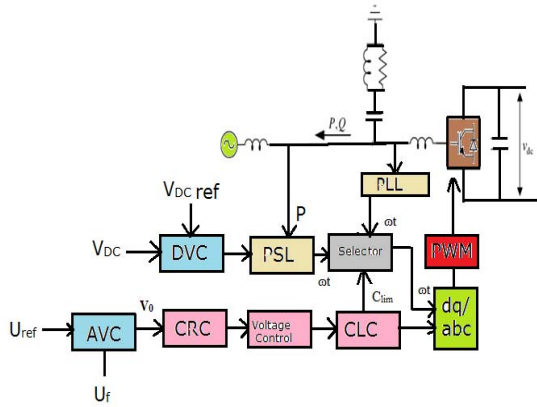 P,Q
v_dc
PLL
V_DC ref
P
ωt
V_DC
DVC
PSL
Selector
PWM
ωt
C_lim
ωt
V_0
U_ref
AVC
CRC
Voltage
Control
CLC
dq/
abc
U_f